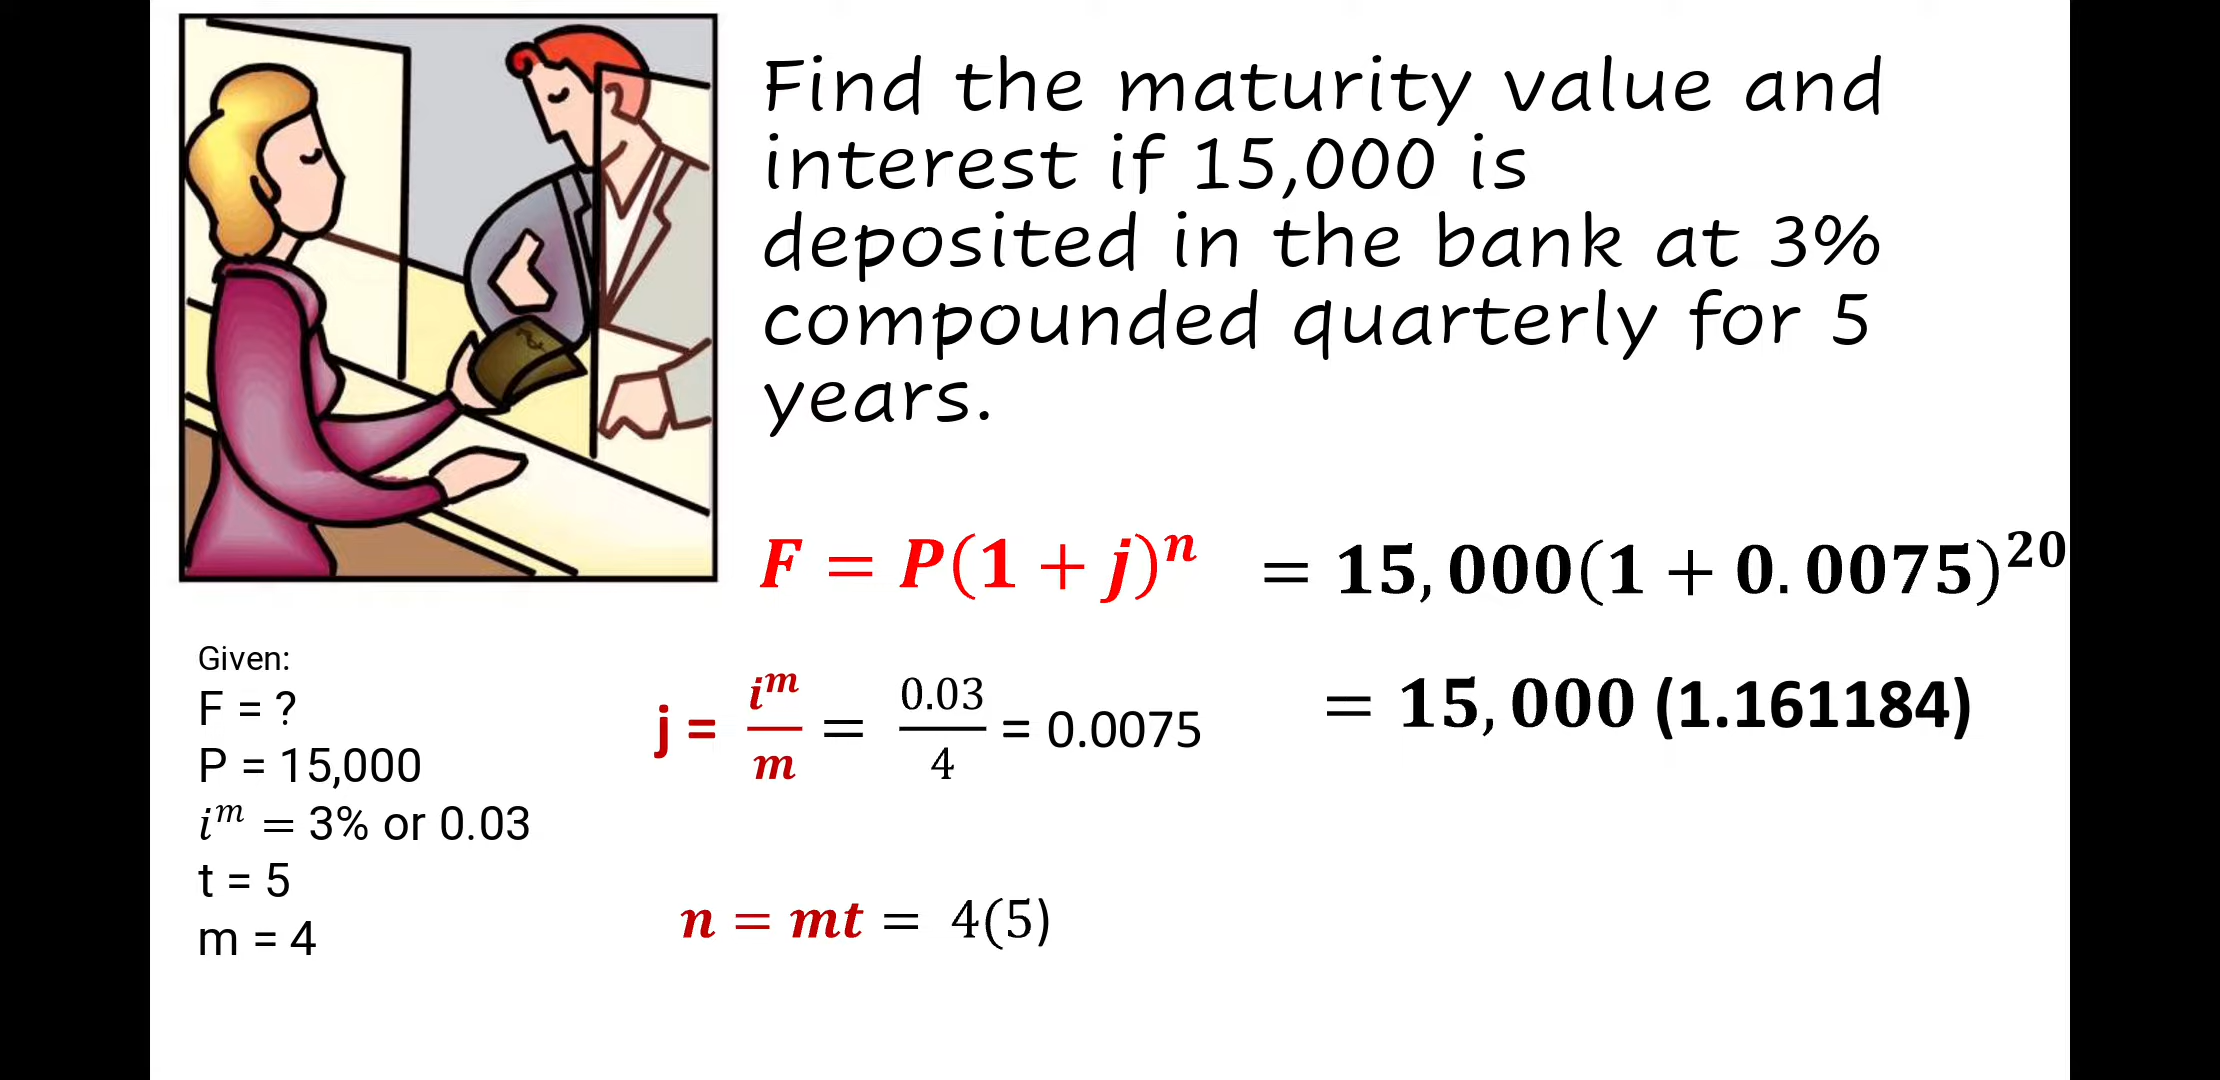 Find the maturity value and
interest if 15,000 is
deposited in the bank at 3%
compounded quarterly for 5
years.
F = P(1 + j)ⁿ = 15,000(1 + 0.0075)²⁰
= 15,000 (1.161184)
j = iᵐ/m = 0.03/4 = 0.0075
n = mt = 4(5)
Given:
F = ?
P = 15,000
iᵐ = 3% or 0.03
t = 5
m = 4